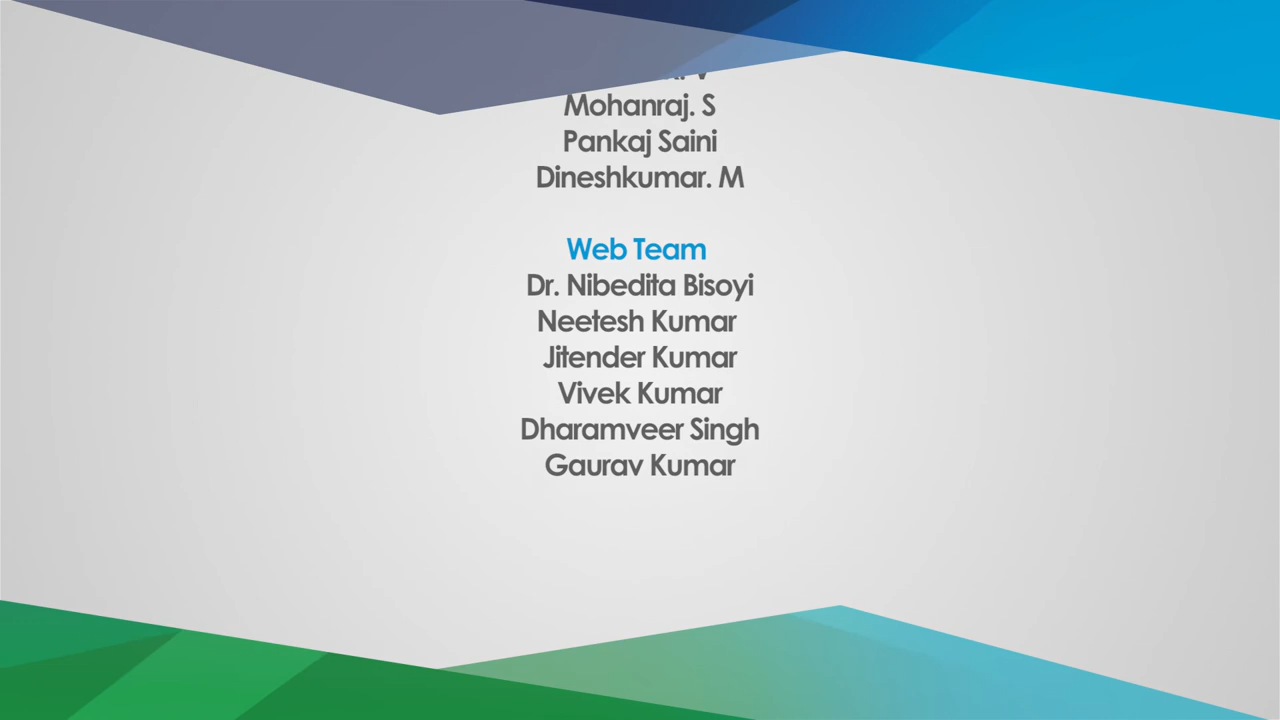 Mohanraj. S
Pankaj Saini
Dineshkumar. M
Web Team
Dr. Nibedita Bisoyi
Neetesh Kumar
Jitender Kumar
Vivek Kumar
Dharamveer Singh
Gaurav Kumar